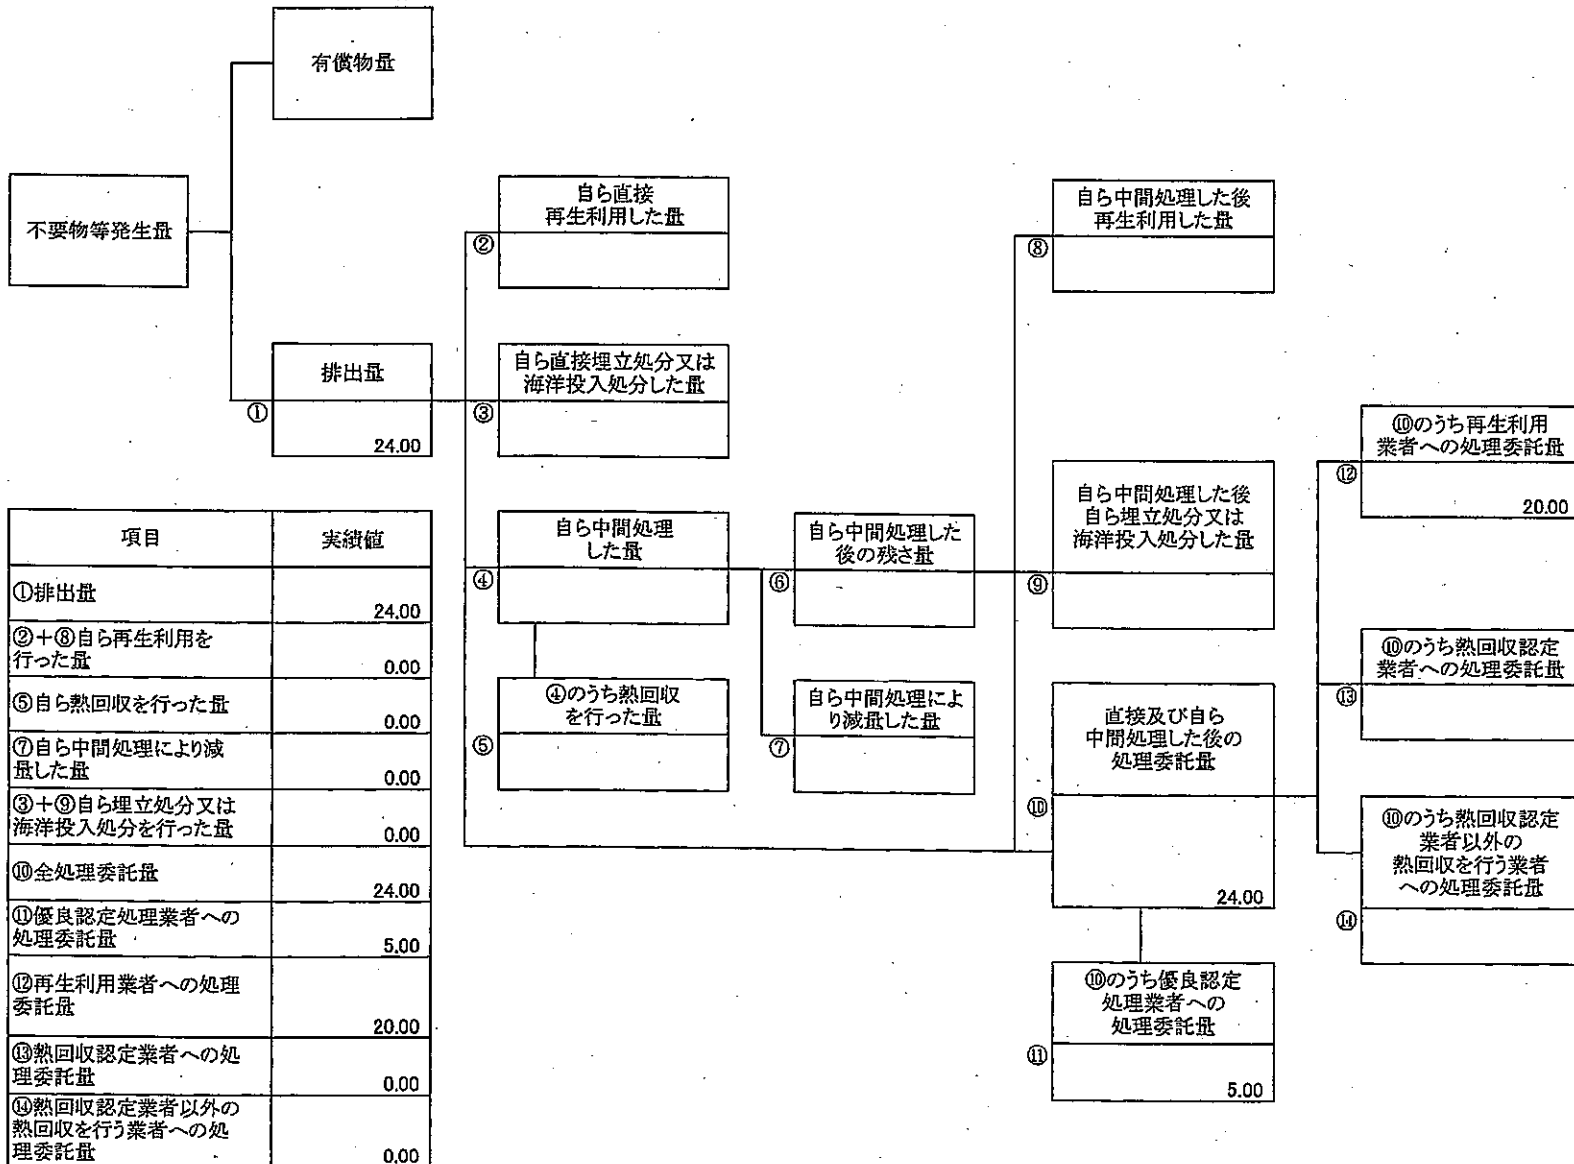 有償物量
不要物等発生量
自ら直接
再生利用した量
②
自ら中間処理した後
再生利用した量
⑧
排出量
①
24.00
自ら直接埋立処分又は
海洋投入処分した量
③
⑩のうち再生利用
業者への処理委託量
⑫
20.00
自ら中間処理
した量
④
自ら中間処理した
後の残さ量
⑥
自ら中間処理した後
自ら埋立処分又は
海洋投入処分した量
⑨
④のうち熱回収
を行った量
⑤
自ら中間処理によ
り減量した量
⑦
直接及び自ら
中間処理した後の
処理委託量
⑩
24.00
⑩のうち熱回収認定
業者への処理委託量
⑬
⑩のうち熱回収認定
業者以外の
熱回収を行う業者
への処理委託量
⑭
⑩のうち優良認定
処理業者への
処理委託量
⑪
5.00
項目 実績値
①排出量
24.00
②+⑧自ら再生利用を
行った量 0.00
⑤自ら熱回収を行った量
0.00
⑦自ら中間処理により減
量した量 0.00
③+⑨自ら埋立処分又は
海洋投入処分を行った量 0.00
⑩全処理委託量
24.00
⑪優良認定処理業者への
処理委託量 5.00
⑫再生利用業者への処理
委託量
20.00
⑬熱回収認定業者への処
理委託量 0.00
⑭熱回収認定業者以外の
熱回収を行う業者への処
理委託量 0.00